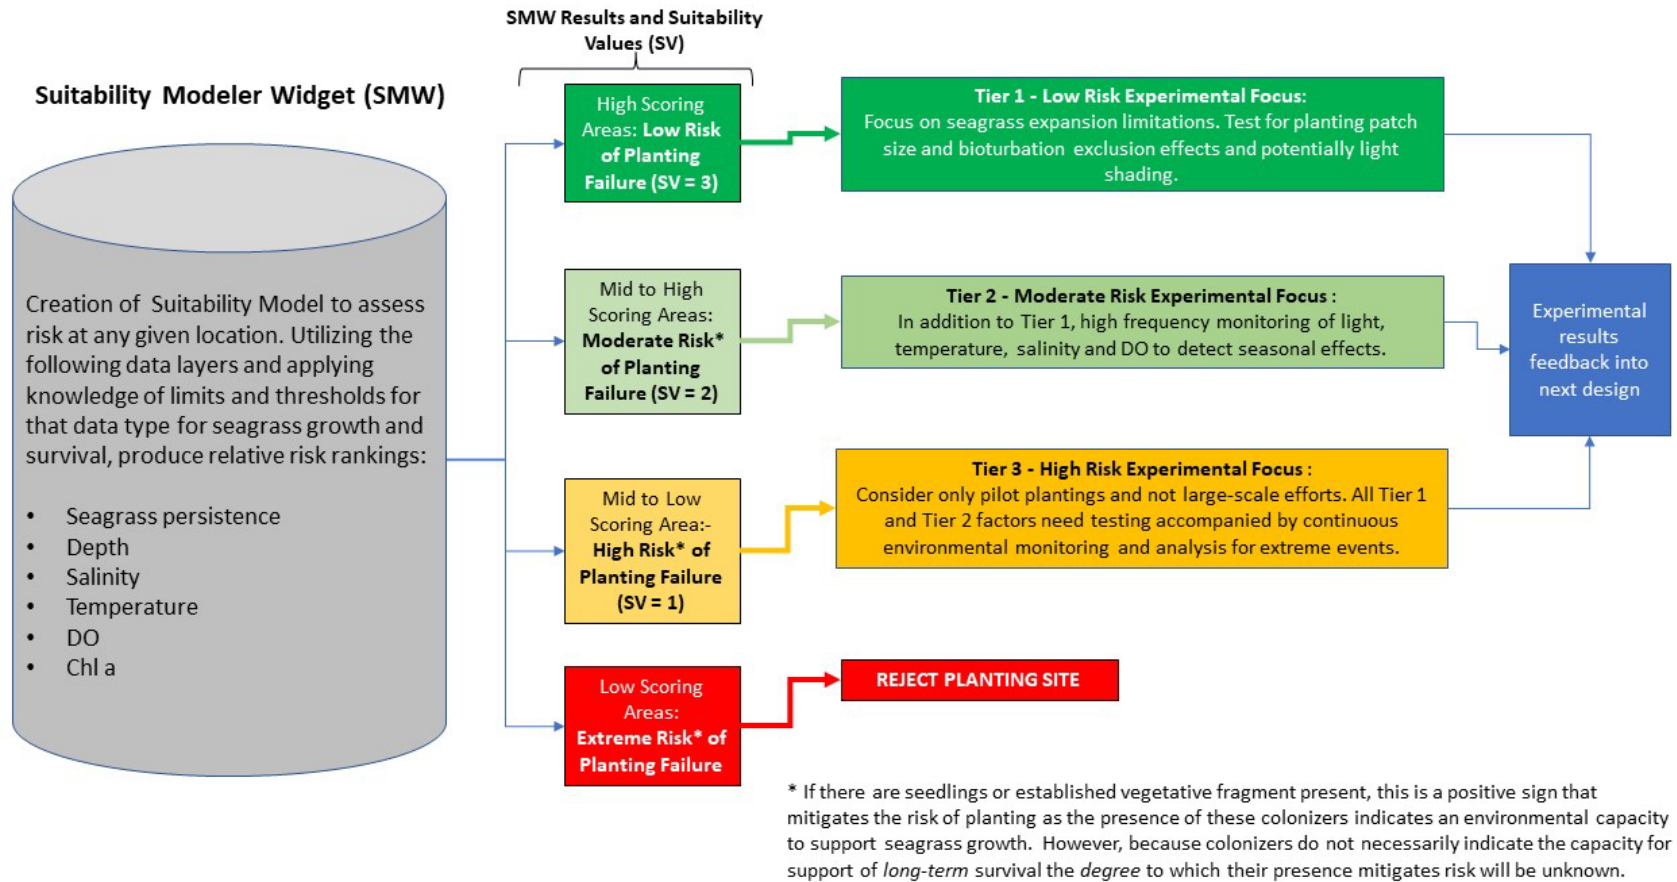 SMW Results and Suitability
Values (SV)
Suitability Modeler Widget (SMW)
Creation of Suitability Model to assess
risk at any given location. Utilizing the
following data layers and applying
knowledge of limits and thresholds for
that data type for seagrass growth and
survival, produce relative risk rankings:
• Seagrass persistence
• Depth
• Salinity
• Temperature
• DO
• Chl a
High Scoring
Areas: Low Risk
of Planting
Failure (SV = 3)
Tier 1 - Low Risk Experimental Focus:
Focus on seagrass expansion limitations. Test for planting patch
size and bioturbation exclusion effects and potentially light
shading.
Mid to High
Scoring Areas:
Moderate Risk*
of Planting
Failure (SV = 2)
Tier 2 - Moderate Risk Experimental Focus :
In addition to Tier 1, high frequency monitoring of light,
temperature, salinity and DO to detect seasonal effects.
Mid to Low
Scoring Area:-
High Risk* of
Planting Failure
(SV = 1)
Tier 3 - High Risk Experimental Focus :
Consider only pilot plantings and not large-scale efforts. All Tier 1
and Tier 2 factors need testing accompanied by continuous
environmental monitoring and analysis for extreme events.
Low Scoring
Areas:
Extreme Risk* of
Planting Failure
REJECT PLANTING SITE
Experimental
results
feedback into
next design
* If there are seedlings or established vegetative fragment present, this is a positive sign that
mitigates the risk of planting as the presence of these colonizers indicates an environmental capacity
to support seagrass growth. However, because colonizers do not necessarily indicate the capacity for
support of long-term survival the degree to which their presence mitigates risk will be unknown.